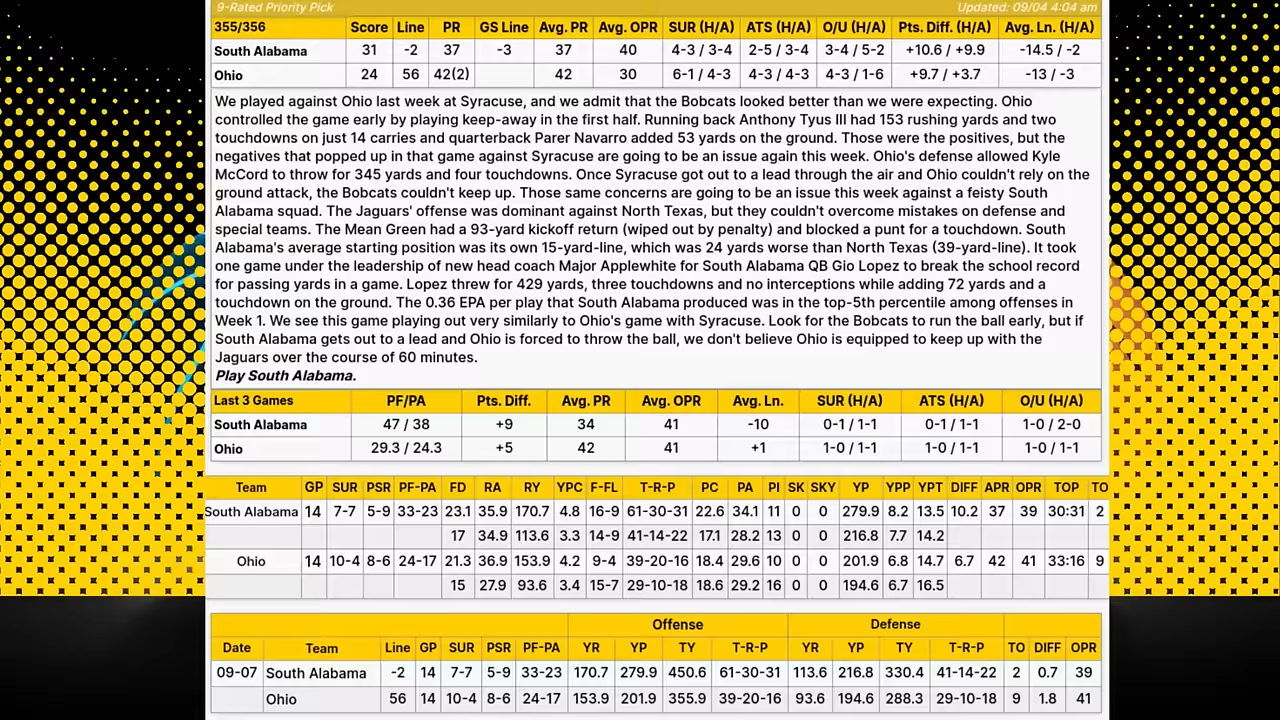 9-Rated Priority Pick Updated: 09/04 4:04 am
355/356 Score Line PR GS Line Avg. PR Avg. OPR SUR (H/A) ATS (H/A) O/U (H/A) Pts. Diff. (H/A) Avg. Ln. (H/A)
South Alabama 31 -2 37 -3 37 40 4-3 / 3-4 2-5 / 3-4 3-4 / 5-2 +10.6 / +9.9 -14.5 / -2
Ohio 24 56 42(2) 42 30 6-1 / 4-3 4-3 / 4-3 4-3 / 1-6 +9.7 / +3.7 -13 / -3
We played against Ohio last week at Syracuse, and we admit that the Bobcats looked better than we were expecting. Ohio
controlled the game early by playing keep-away in the first half. Running back Anthony Tyus III had 153 rushing yards and two
touchdowns on just 14 carries and quarterback Parer Navarro added 53 yards on the ground. Those were the positives, but the
negatives that popped up in that game against Syracuse are going to be an issue again this week. Ohio's defense allowed Kyle
McCord to throw for 345 yards and four touchdowns. Once Syracuse got out to a lead through the air and Ohio couldn't rely on the
ground attack, the Bobcats couldn't keep up. Those same concerns are going to be an issue this week against a feisty South
Alabama squad. The Jaguars' offense was dominant against North Texas, but they couldn't overcome mistakes on defense and
special teams. The Mean Green had a 93-yard kickoff return (wiped out by penalty) and blocked a punt for a touchdown. South
Alabama's average starting position was its own 15-yard-line, which was 24 yards worse than North Texas (39-yard-line). It took
one game under the leadership of new head coach Major Applewhite for South Alabama QB Gio Lopez to break the school record
for passing yards in a game. Lopez threw for 429 yards, three touchdowns and no interceptions while adding 72 yards and a
touchdown on the ground. The 0.36 EPA per play that South Alabama produced was in the top-5th percentile among offenses in
Week 1. We see this game playing out very similarly to Ohio's game with Syracuse. Look for the Bobcats to run the ball early, but if
South Alabama gets out to a lead and Ohio is forced to throw the ball, we don't believe Ohio is equipped to keep up with the
Jaguars over the course of 60 minutes.
Play South Alabama.
Last 3 Games PF/PA Pts. Diff. Avg. PR Avg. OPR Avg. Ln. SUR (H/A) ATS (H/A) O/U (H/A)
South Alabama 47 / 38 +9 34 41 -10 0-1 / 1-1 0-1 / 1-1 1-0 / 2-0
Ohio 29.3 / 24.3 +5 42 41 +1 1-0 / 1-1 1-0 / 1-1 1-0 / 1-1
Team GP SUR PSR PF-PA FD RA RY YPC F-FL T-R-P PC PA PI SK SKY YP YPP YPT DIFF APR OPR TOP TO
South Alabama 14 7-7 5-9 33-23 23.1 35.9 170.7 4.8 16-9 61-30-31 22.6 34.1 11 0 0 279.9 8.2 13.5 10.2 37 39 30:31 2
17 34.9 113.6 3.3 14-9 41-14-22 17.1 28.2 13 0 0 216.8 7.7 14.2
Ohio 14 10-4 8-6 24-17 21.3 36.9 153.9 4.2 9-4 39-20-16 18.4 29.6 10 0 0 201.9 6.8 14.7 6.7 42 41 33:16 9
15 27.9 93.6 3.4 15-7 29-10-18 18.6 29.2 16 0 0 194.6 6.7 16.5
Offense Defense
Date Team Line GP SUR PSR PF-PA YR YP TY T-R-P YR YP TY T-R-P TO DIFF OPR
09-07 South Alabama -2 14 7-7 5-9 33-23 170.7 279.9 450.6 61-30-31 113.6 216.8 330.4 41-14-22 2 0.7 39
Ohio 56 14 10-4 8-6 24-17 153.9 201.9 355.9 39-20-16 93.6 194.6 288.3 29-10-18 9 1.8 41